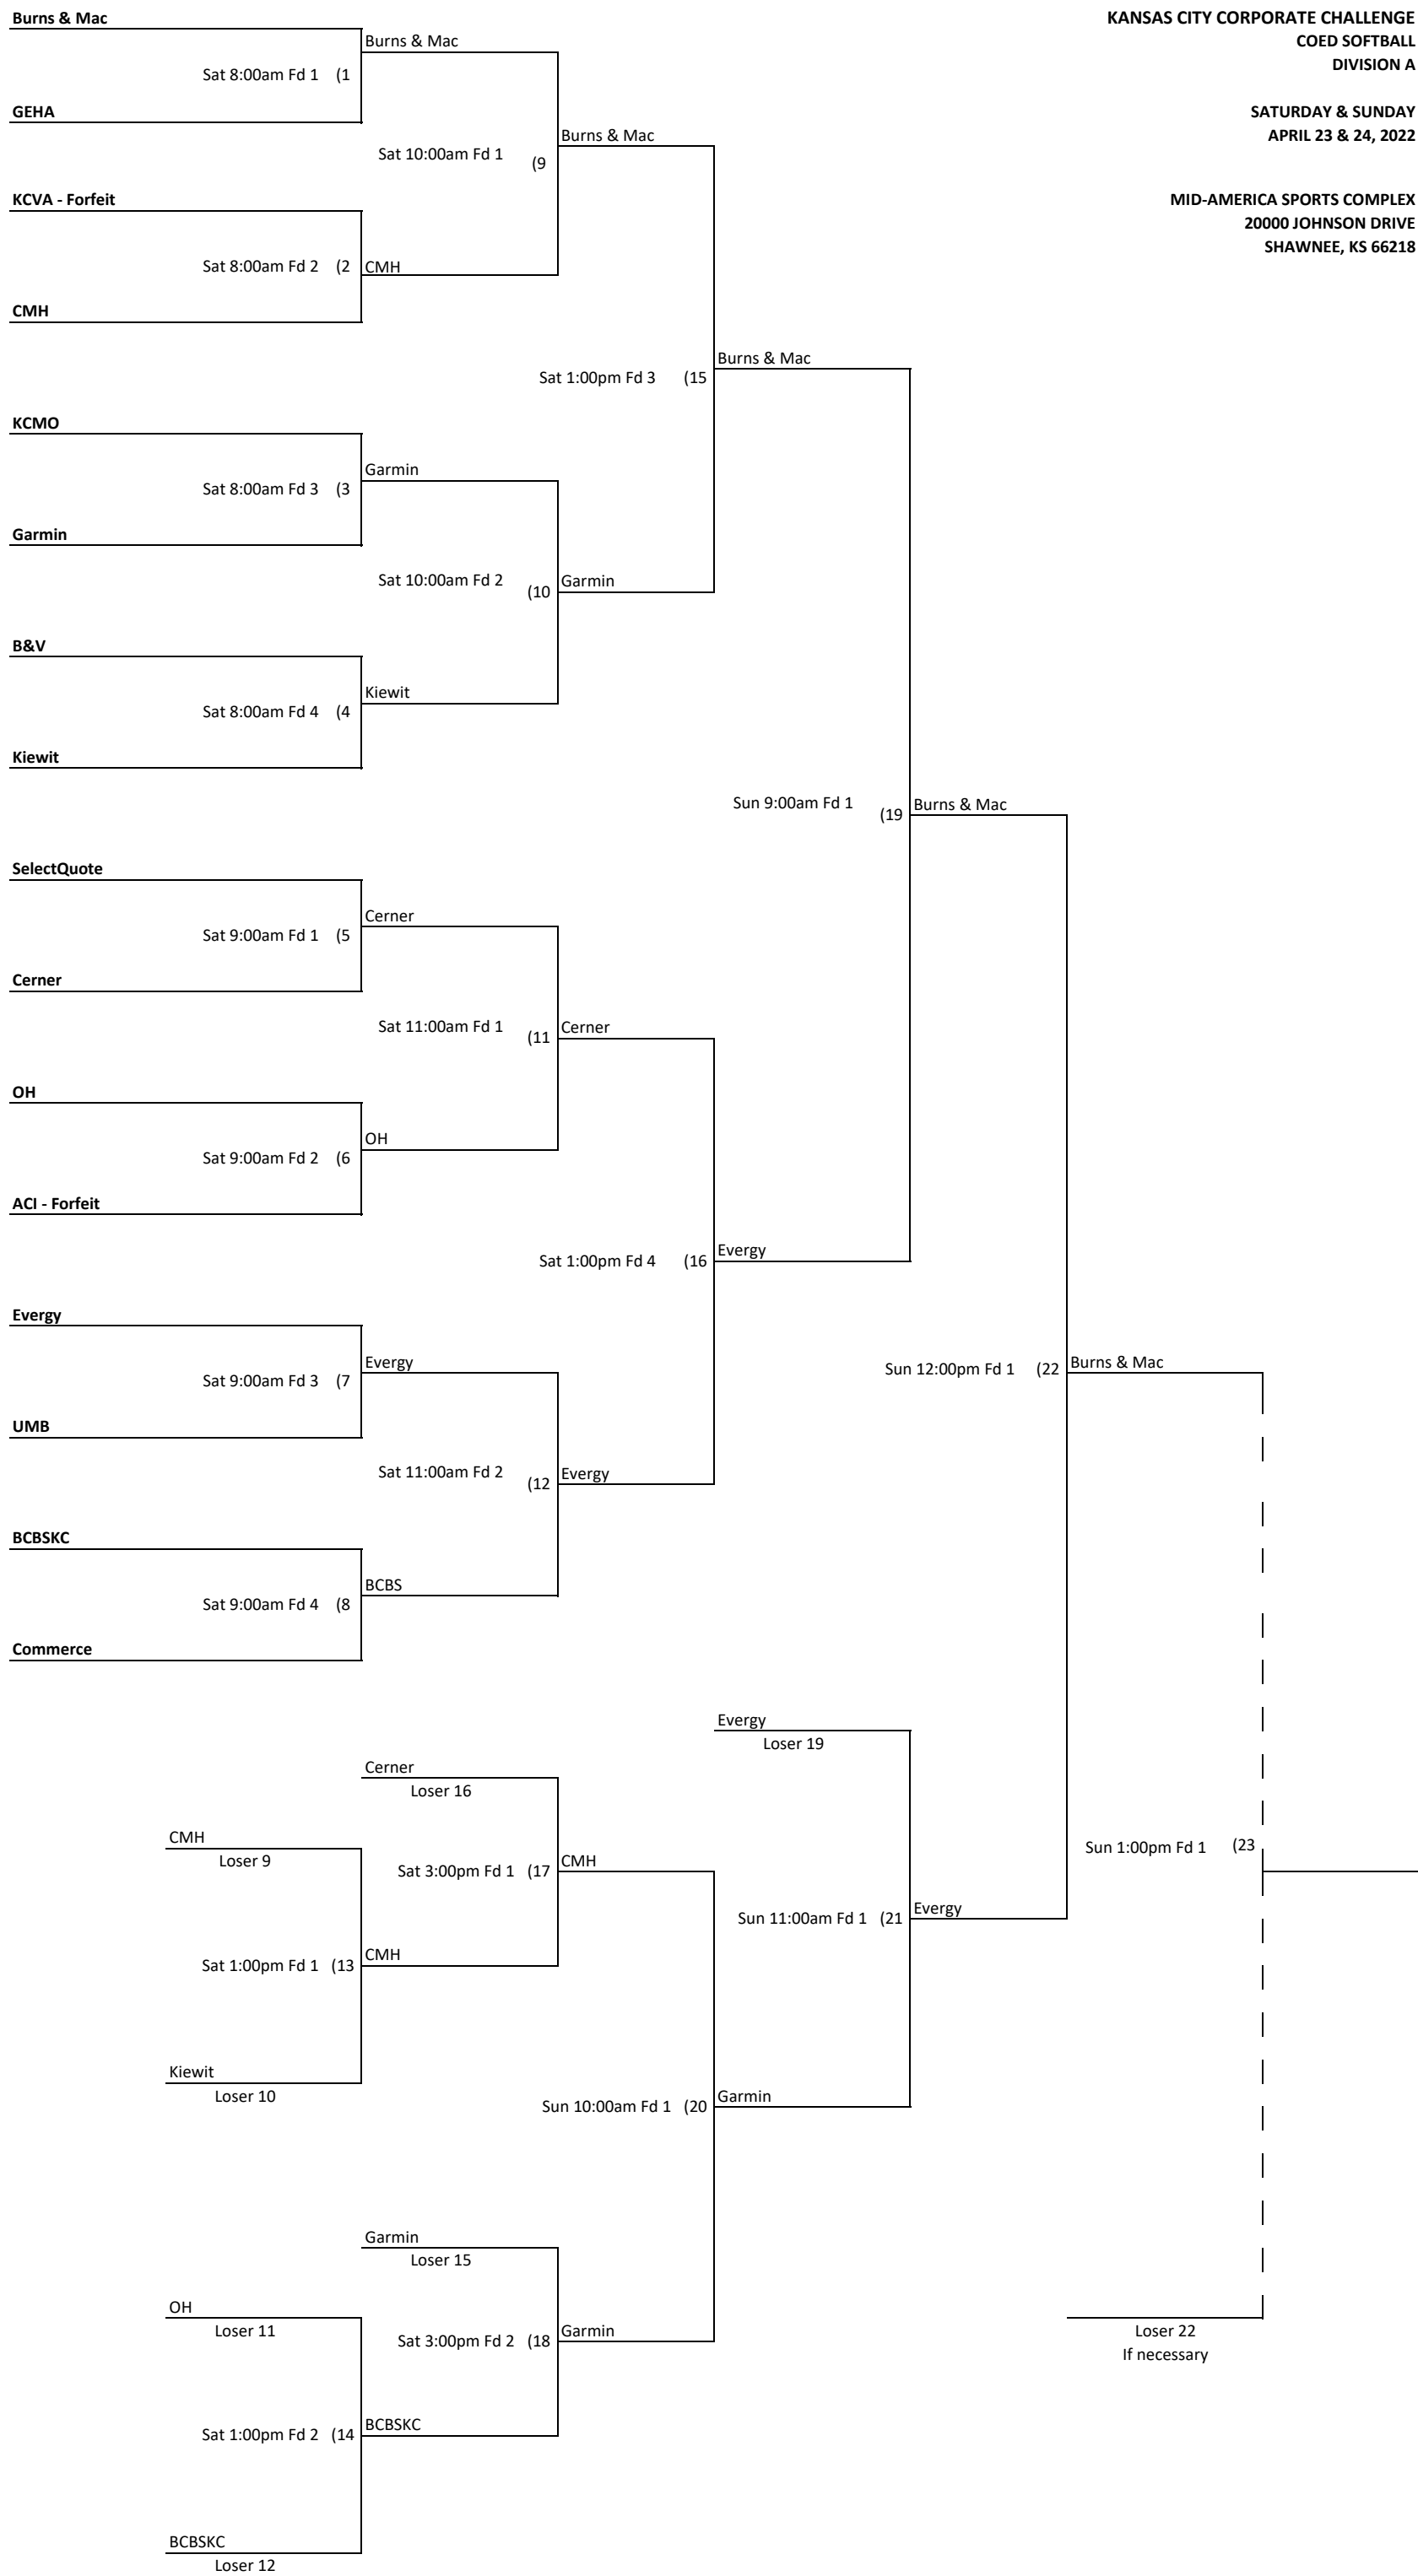 Burns & Mac
KANSAS CITY CORPORATE CHALLENGE
Burns & Mac
COED SOFTBALL
DIVISION A
Sat 8:00am Fd 1 (1
GEHA
SATURDAY & SUNDAY
Burns & Mac
APRIL 23 & 24, 2022
Sat 10:00am Fd 1 (9
KCVA - Forfeit
MID-AMERICA SPORTS COMPLEX
20000 JOHNSON DRIVE
SHAWNEE, KS 66218
Sat 8:00am Fd 2 (2
CMH
CMH
Burns & Mac
Sat 1:00pm Fd 3 (15
KCMO
Garmin
Sat 8:00am Fd 3 (3
Garmin
Sat 10:00am Fd 2 (10
Garmin
B&V
Kiewit
Sat 8:00am Fd 4 (4
Kiewit
Sun 9:00am Fd 1 (19
Burns & Mac
SelectQuote
Cerner
Sat 9:00am Fd 1 (5
Cerner
Sat 11:00am Fd 1 (11
Cerner
OH
OH
Sat 9:00am Fd 2 (6
ACI - Forfeit
Evergy
Sat 1:00pm Fd 4 (16
Evergy
Evergy
Burns & Mac
Sun 12:00pm Fd 1 (22
Sat 9:00am Fd 3 (7
UMB
Sat 11:00am Fd 2 (12
Evergy
BCBSKC
BCBS
Sat 9:00am Fd 4 (8
Commerce
Evergy
Loser 19
Cerner
Loser 16
CMH
Loser 9
Sun 1:00pm Fd 1 (23
CMH
Sat 3:00pm Fd 1 (17
Evergy
Sun 11:00am Fd 1 (21
CMH
Sat 1:00pm Fd 1 (13
Kiewit
Loser 10
Garmin
Sun 10:00am Fd 1 (20
Garmin
Loser 15
OH
Loser 11
Loser 22
Garmin
Sat 3:00pm Fd 2 (18
If necessary
BCBSKC
Sat 1:00pm Fd 2 (14
BCBSKC
Loser 12